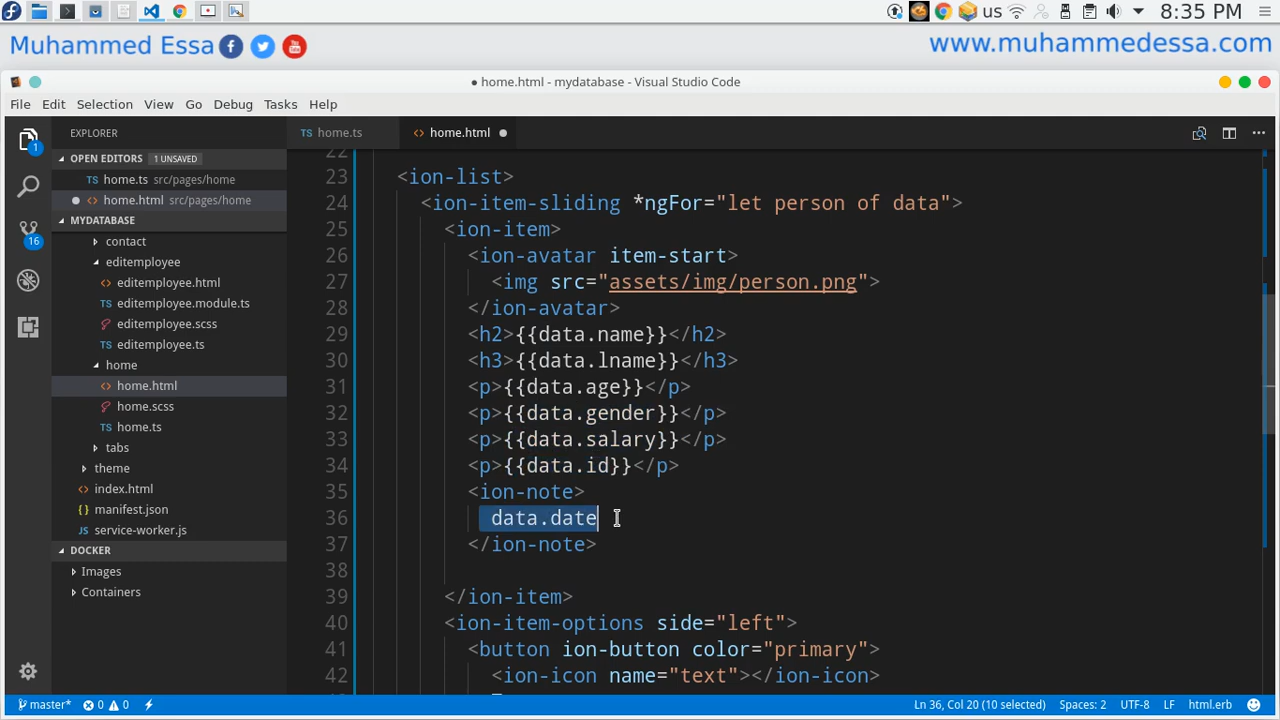 us
8:35 PM
Muhammed Essa
www.muhammedessa.com
● home.html - mydatabase - Visual Studio Code
File Edit Selection View Go Debug Tasks Help
EXPLORER
TS home.ts
<> home.html ●
OPEN EDITORS 1 UNSAVED
TS home.ts src/pages/home
● <> home.html src/pages/home
MYDATABASE
contact
editemployee
<> editemployee.html
TS editemployee.module.ts
editemployee.scss
TS editemployee.ts
home
<> home.html
home.scss
TS home.ts
tabs
theme
<> index.html
{} manifest.json
service-worker.js
DOCKER
Images
Containers
1
16
22
23 <ion-list>
24 <ion-item-sliding *ngFor="let person of data">
25 <ion-item>
26 <ion-avatar item-start>
27 <img src="assets/img/person.png">
28 </ion-avatar>
29 <h2>{{data.name}}</h2>
30 <h3>{{data.lname}}</h3>
31 <p>{{data.age}}</p>
32 <p>{{data.gender}}</p>
33 <p>{{data.salary}}</p>
34 <p>{{data.id}}</p>
35 <ion-note>
36 data.date
37 </ion-note>
38
39 </ion-item>
40 <ion-item-options side="left">
41 <button ion-button color="primary">
42 <ion-icon name="text"></ion-icon>
master* 0 0 Ln 36, Col 20 (10 selected) Spaces: 2 UTF-8 LF html.erb